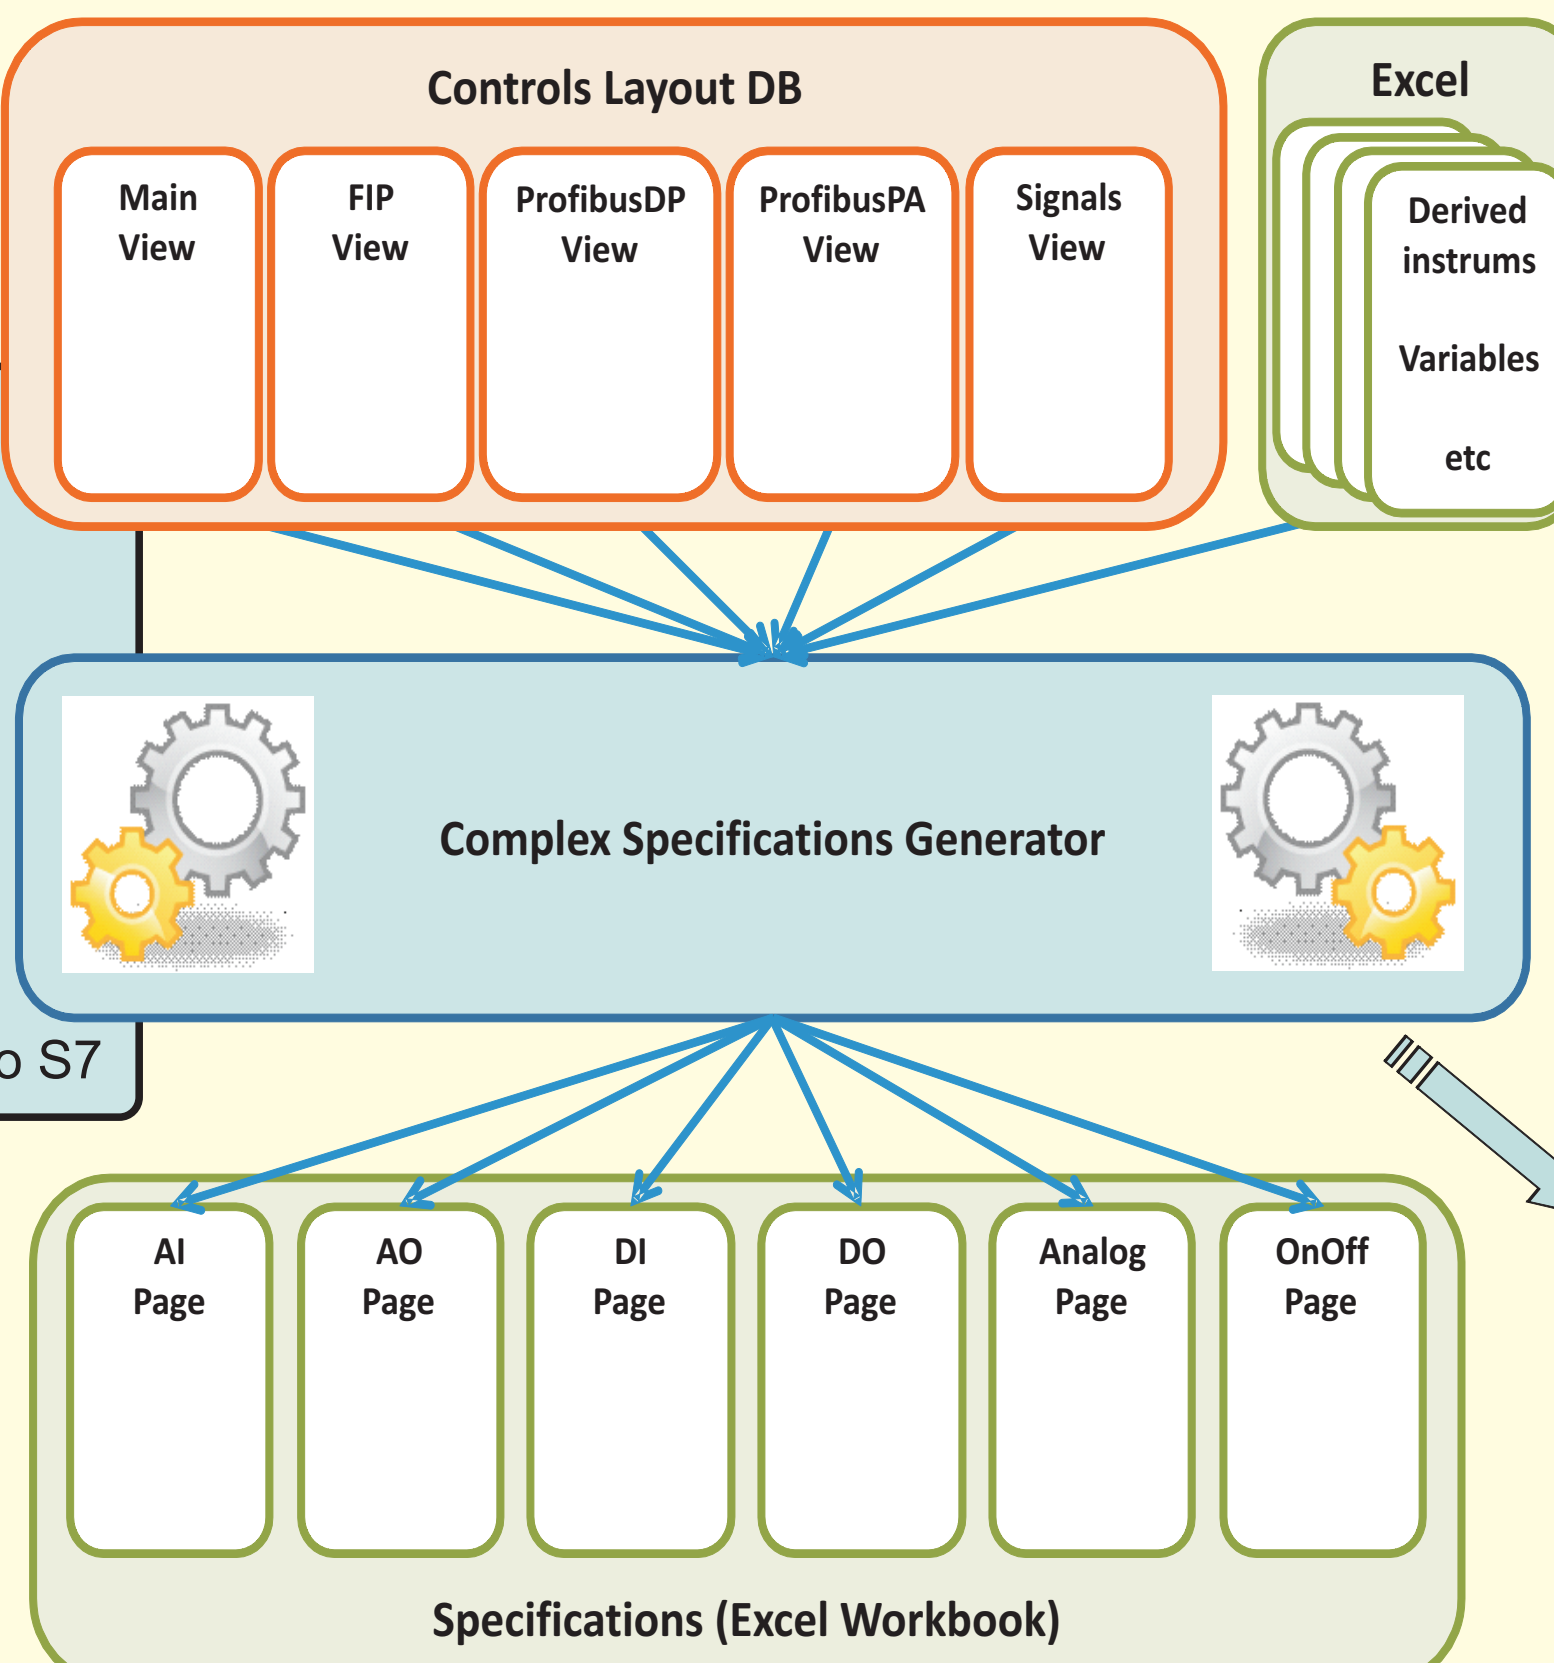 Controls Layout DB
Main
View
FIP
View
ProfibusDP
View
ProfibusPA
View
Signals
View
Excel
Derived
instrums
Variables
etc
Complex Specifications Generator
o S7
AI
Page
AO
Page
DI
Page
DO
Page
Analog
Page
OnOff
Page
Specifications (Excel Workbook)